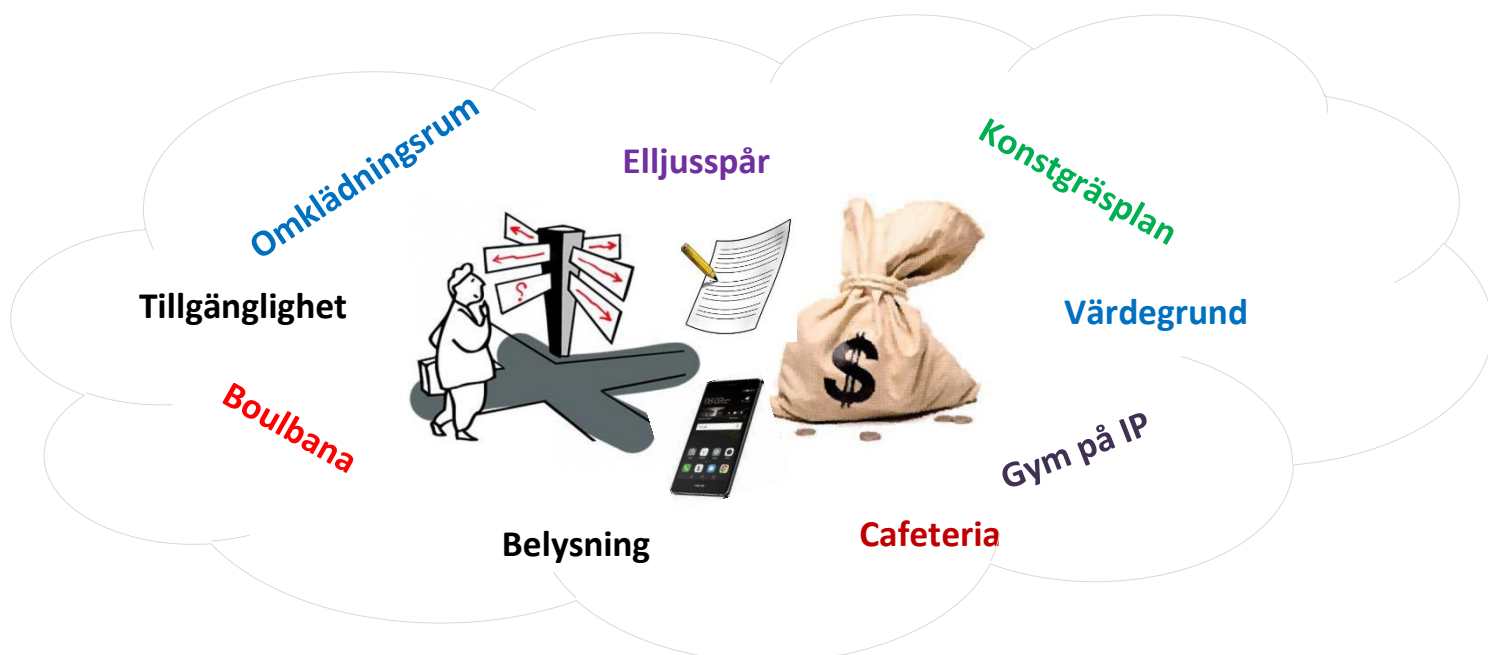 Omklädningsrum
Elljusspår
Konstgräsplan
Tillgänglighet
?
$
Värdegrund
Boulbana
Gym på IP
Belysning
Cafeteria